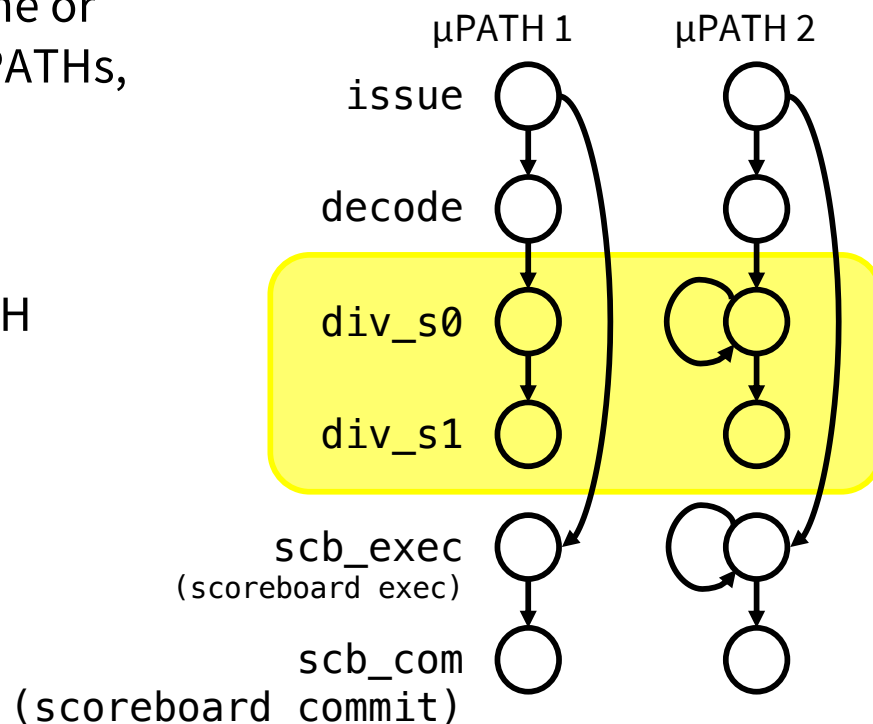 ne or
PATHs,
H
μPATH 1 μPATH 2
issue
decode
div_s0
div_s1
scb_exec
(scoreboard exec)
scb_com
(scoreboard commit)